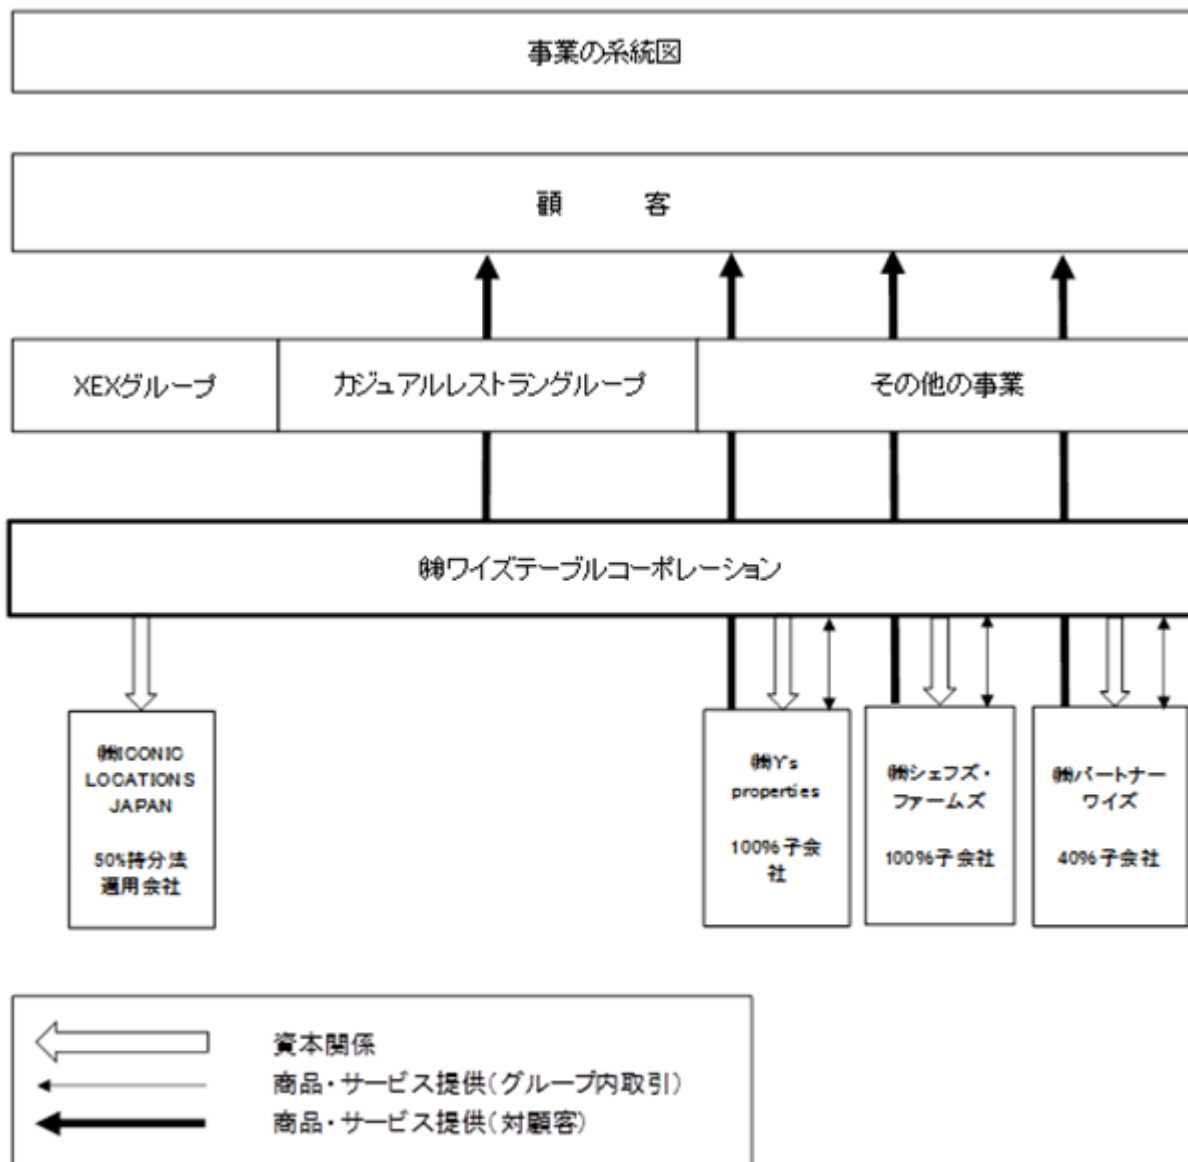 事業の系統図
顧　　　客
XEXグループ
カジュアルレストラングループ
その他の事業
㈱ワイズテーブルコーポレーション
㈱ICONIC
LOCATIONS
JAPAN
50%持分法
適用会社
㈱Y's
properties
100%子会
社
㈱シェフズ・
ファームズ
100%子会社
㈱パートナー
ワイズ
40%子会社
資本関係
商品・サービス提供(グループ内取引)
商品・サービス提供(対顧客)